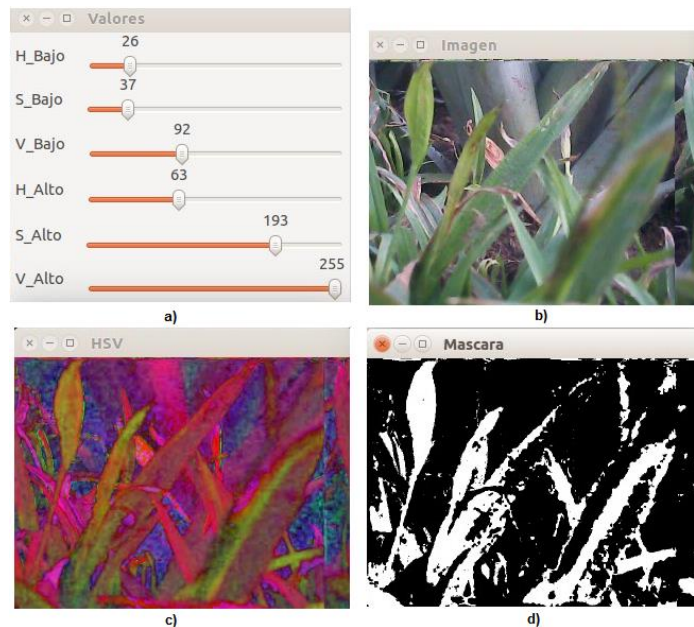 Valores
H_Bajo 26
S_Bajo 37
V_Bajo 92
H_Alto 63
S_Alto 193
V_Alto 255
a)
Imagen
b)
HSV
c)
Mascara
d)